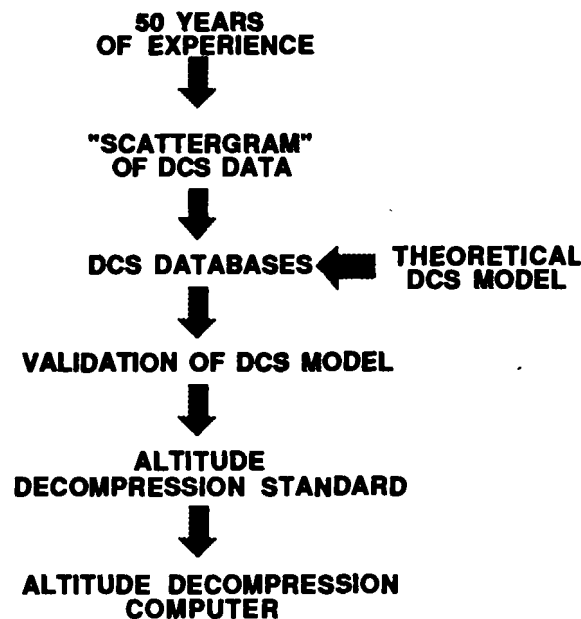 50 YEARS
OF EXPERIENCE
"SCATTERGRAM"
OF DCS DATA
DCS DATABASES
THEORETICAL
DCS MODEL
VALIDATION OF DCS MODEL
ALTITUDE
DECOMPRESSION STANDARD
ALTITUDE DECOMPRESSION
COMPUTER